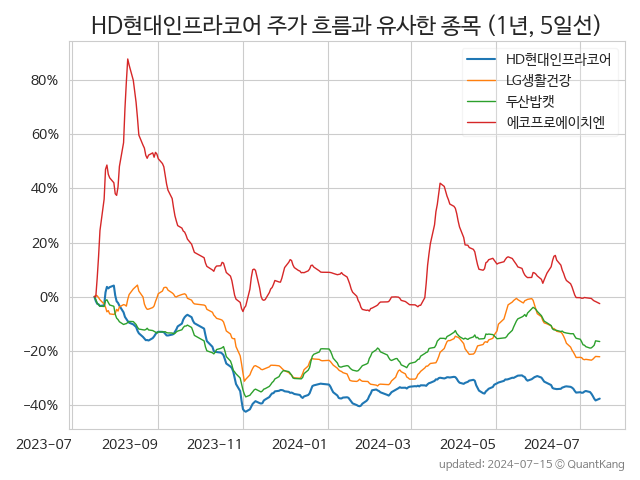 HD현대인프라코어 주가 흐름과 유사한 종목 (1년, 5일선)
HD현대인프라코어
LG생활건강
두산밥캣
에코프로에이치엔
80%
60%
40%
20%
0%
−20%
−40%
2023-07 2023-09 2023-11 2024-01 2024-03 2024-05 2024-07
updated: 2024-07-15 © QuantKang